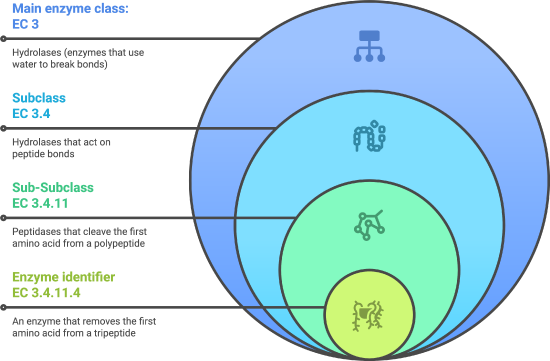 Main enzyme class:
EC 3
Hydrolases (enzymes that use
water to break bonds)
Subclass
EC 3.4
Hydrolases that act on
peptide bonds
Sub-Subclass
EC 3.4.11
Peptidases that cleave the first
amino acid from a polypeptide
Enzyme identifier
EC 3.4.11.4
An enzyme that removes the first
amino acid from a tripeptide